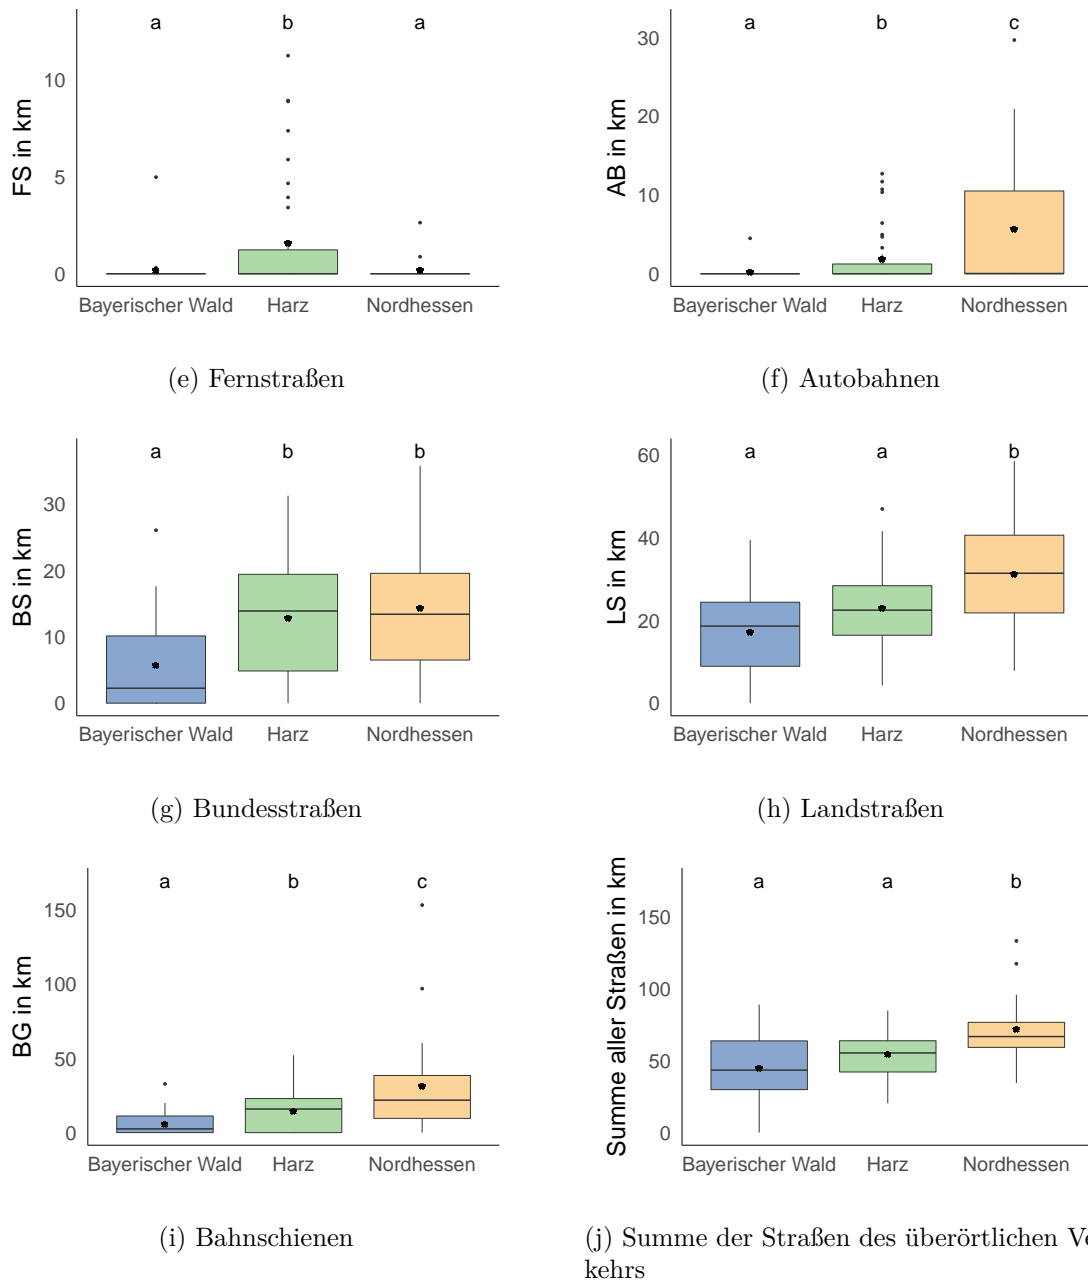 a b a
FS in km
10
5
0
Bayerischer Wald Harz Nordhessen
(e) Fernstraßen
a b c
AB in km
30
20
10
0
Bayerischer Wald Harz Nordhessen
(f) Autobahnen
a b b
BS in km
30
20
10
0
Bayerischer Wald Harz Nordhessen
(g) Bundesstraßen
a a b
LS in km
60
40
20
0
Bayerischer Wald Harz Nordhessen
(h) Landstraßen
a b c
BG in km
150
100
50
0
Bayerischer Wald Harz Nordhessen
(i) Bahnschienen
a a b
Summe aller Straßen in km
150
100
50
0
Bayerischer Wald Harz Nordhessen
(j) Summe der Straßen des überörtlichen Ve
kehrs